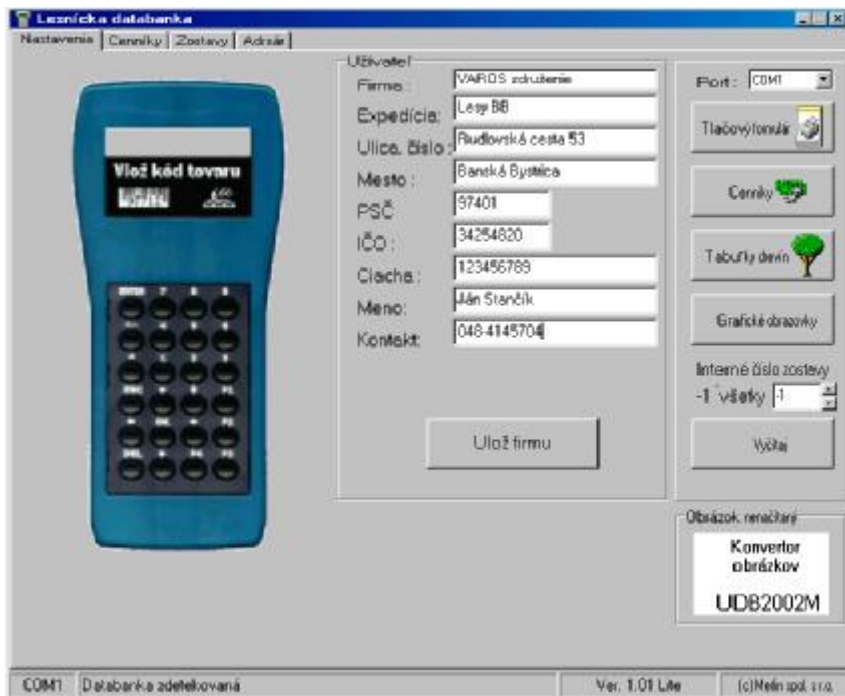 Lesnícka databanka
Nastavenia Cenníky Zostavy Adresár
Užívateľ
Firma : VAROS združenie
Expedícia: Lesy BB
Ulica, číslo : Rudlovská cesta 53
Mesto : Banská Bystrica
PSČ 97401
IČO : 34254820
Ciacha : 123456789
Meno: Ján Stančík
Kontakt: 048-4145704
Ulož firmu
Port : COM1
Tlačový formulár
Cenníky
Tabuľky drevín
Grafické obrazovky
Interné číslo zostavy
-1 všetky -1
Vyčítaj
Obrázok nenačítaný
Konvertor
obrázkov
UDB2002M
Vlož kód tovaru
COM1 Databanka zdetekovaná Ver. 1.01 Lite (c)Mefin spol. s r.o.